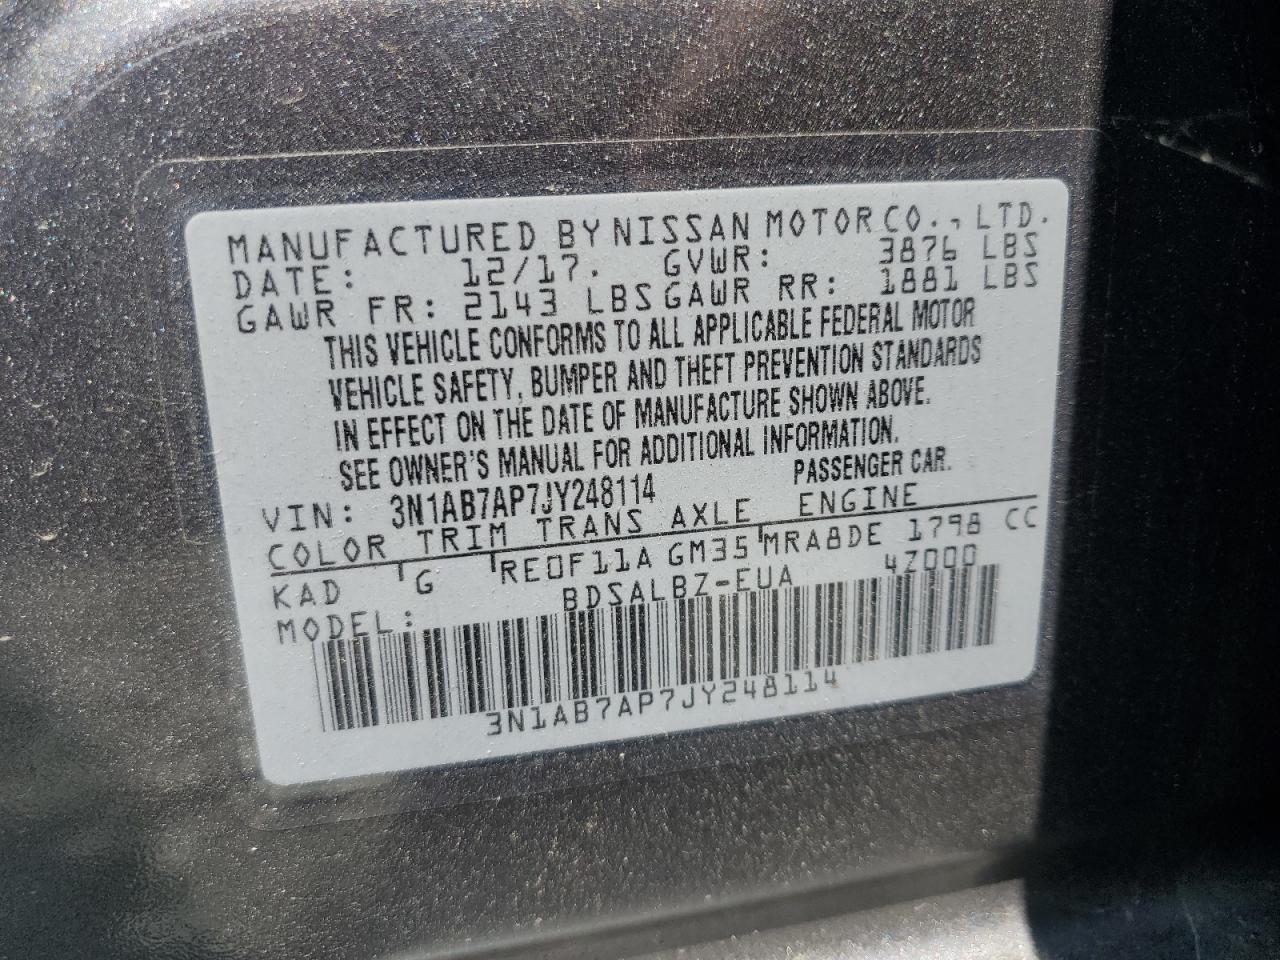 MANUFACTURED BY NISSAN MOTOR CO., LTD.
DATE: 12/17. GVWR: 3876 LBS
GAWR FR: 2143 LBS GAWR RR: 1881 LBS
THIS VEHICLE CONFORMS TO ALL APPLICABLE FEDERAL MOTOR
VEHICLE SAFETY, BUMPER AND THEFT PREVENTION STANDARDS
IN EFFECT ON THE DATE OF MANUFACTURE SHOWN ABOVE.
SEE OWNER'S MANUAL FOR ADDITIONAL INFORMATION.
VIN: 3N1AB7AP7JY248114 PASSENGER CAR.
COLOR TRIM TRANS AXLE ENGINE
KAD G RE0F11A GM35 MRA8DE 1798 CC
MODEL: BDSALBZ-EUA 4Z000
3N1AB7AP7JY248114